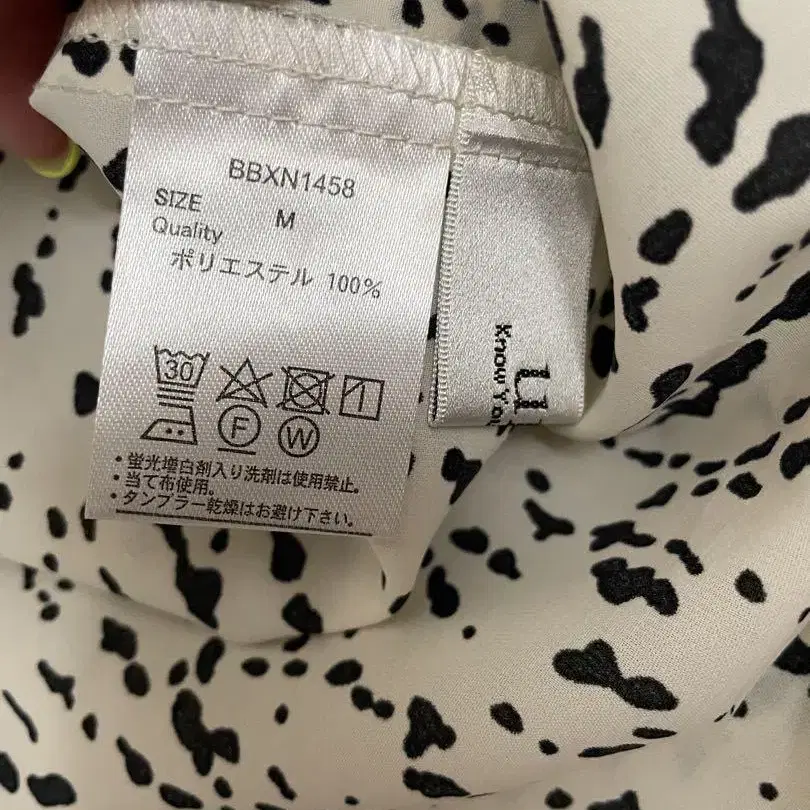 BBXN1458
SIZE M
Quality
ポリエステル 100%
30
F W
・蛍光増白剤入り洗剤は使用禁止。
・当て布使用。
・タンブラー乾燥はお避け下さい。
Know